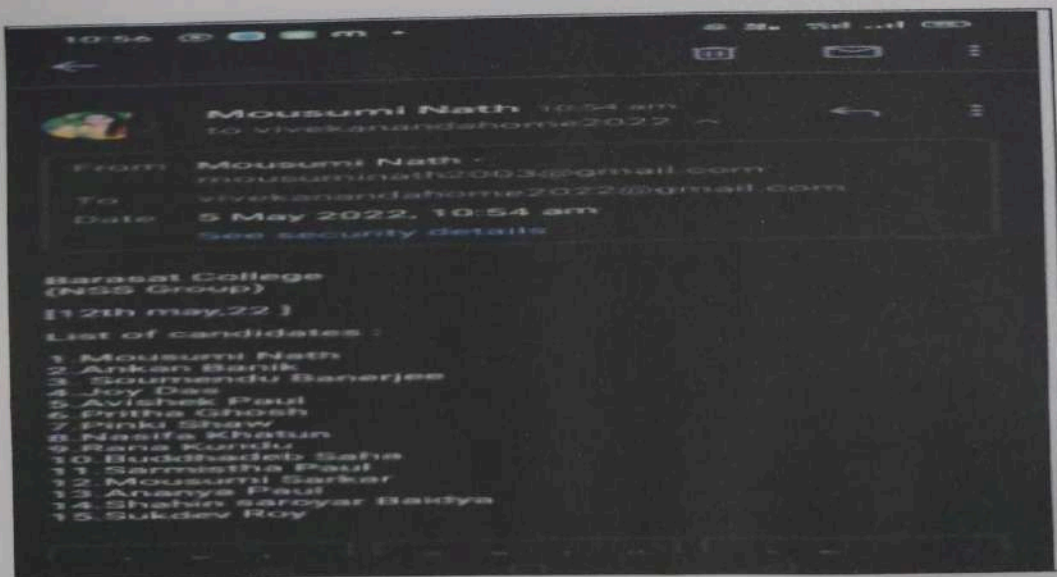 10:56
Mousumi Nath 10:54 am
to vivekanandahome2022
From Mousumi Nath •
mousuminath2003@gmail.com
To vivekanandahome2022@gmail.com
Date 5 May 2022, 10:54 am
See security details
Barasat College
(NSS Group)
[12th may,22 ]
List of candidates :
1.Mousumi Nath
2.Ankan Banik
3. Soumendu Banerjee
4.Joy Das
5.Avishek Paul
6.Pritha Ghosh
7.Pinki Shaw
8.Nasifa Khatun
9.Rana Kundu
10.Buddhadeb Saha
11.Sarmistha Paul
12.Mousumi Sarkar
13.Ananya Paul
14.Shahin saroyar Baidya
15.Sukdev Roy